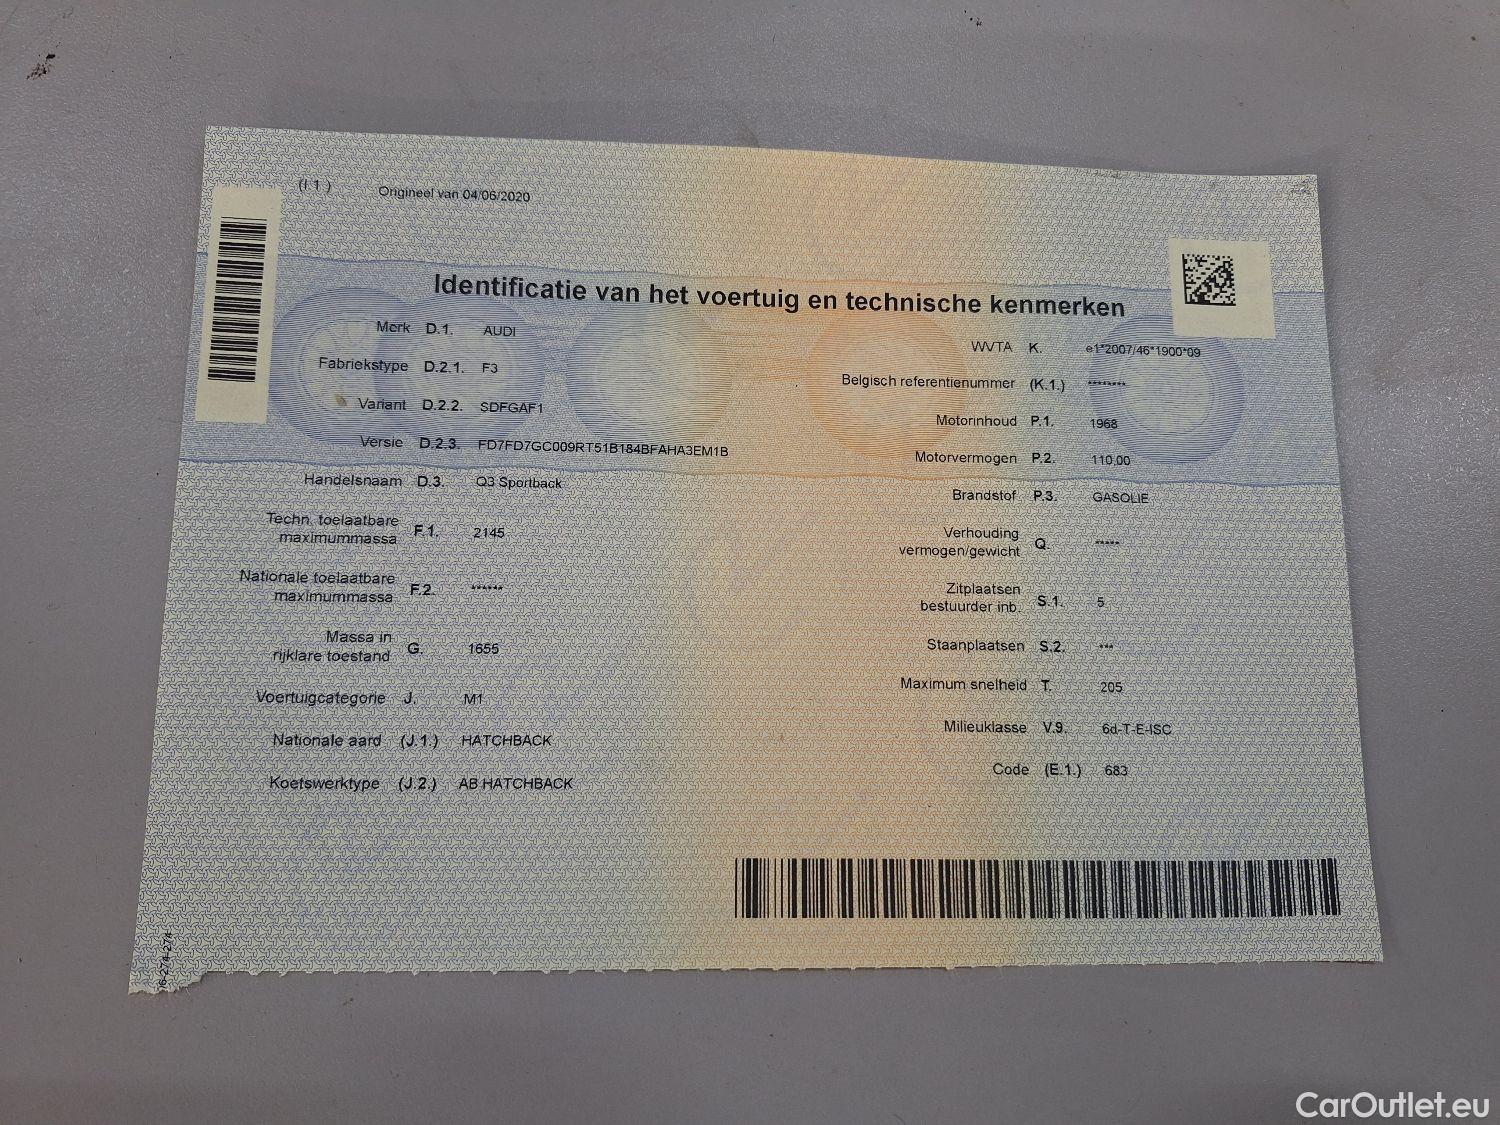 (I.1) Origineel van 04/06/2020
Identificatie van het voertuig en technische kenmerken
Merk D.1. AUDI
Fabriekstype D.2.1. F3
Variant D.2.2. SDFGAF1
Versie D.2.3. FD7FD7GC009RT51B184BFAHA3EM1B
Handelsnaam D.3. Q3 Sportback
Techn. toelaatbare
maximummassa F.1. 2145
Nationale toelaatbare
maximummassa F.2. ******
Massa in
rijklare toestand G. 1655
Voertuigcategorie J. M1
Nationale aard (J.1.) HATCHBACK
Koetswerktype (J.2.) AB HATCHBACK
WVTA K. e1*2007/46*1900*09
Belgisch referentienummer (K.1.) ********
Motorinhoud P.1. 1968
Motorvermogen P.2. 110,00
Brandstof P.3. GASOLIE
Verhouding
vermogen/gewicht Q. *****
Zitplaatsen
bestuurder inb. S.1. 5
Staanplaatsen S.2. ***
Maximum snelheid T. 205
Milieuklasse V.9. 6d-T-E-ISC
Code (E.1.) 683
6-274-274
CarOutlet.eu